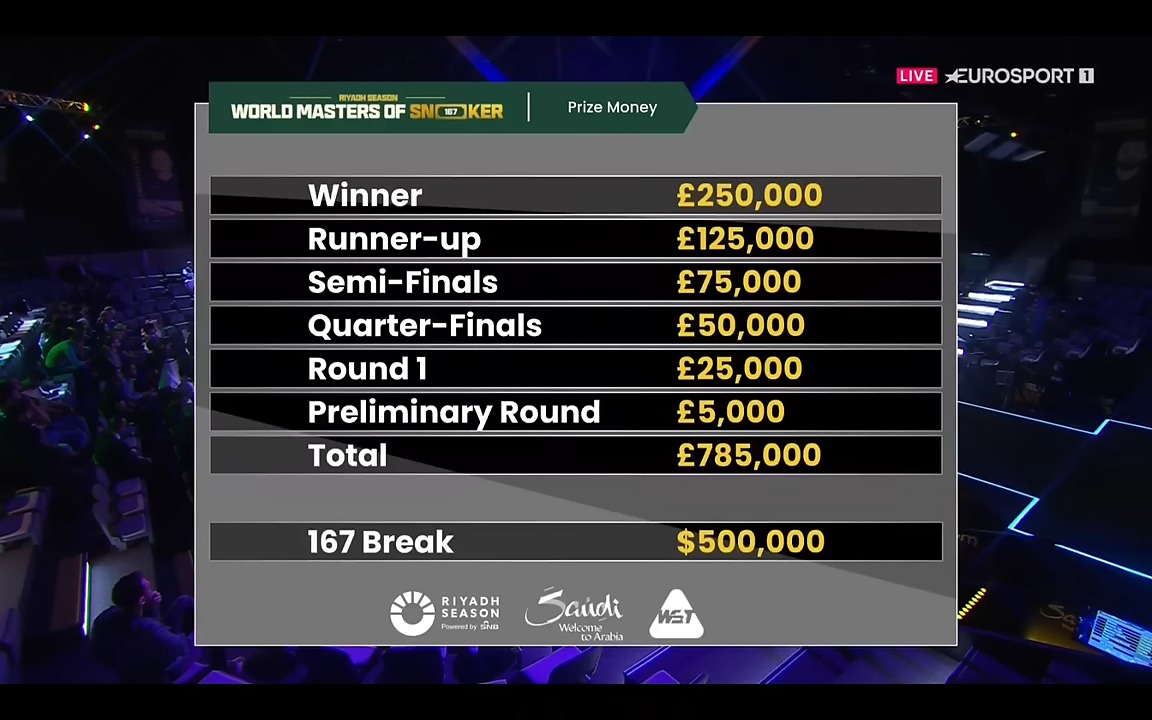 LIVE EUROSPORT 1
RIYADH SEASON
WORLD MASTERS OF SNOOKER
167
Prize Money
Winner £250,000
Runner-up £125,000
Semi-Finals £75,000
Quarter-Finals £50,000
Round 1 £25,000
Preliminary Round £5,000
Total £785,000
167 Break $500,000
RIYADH
SEASON
Powered by SNB
Saudi
Welcome
to Arabia
WST